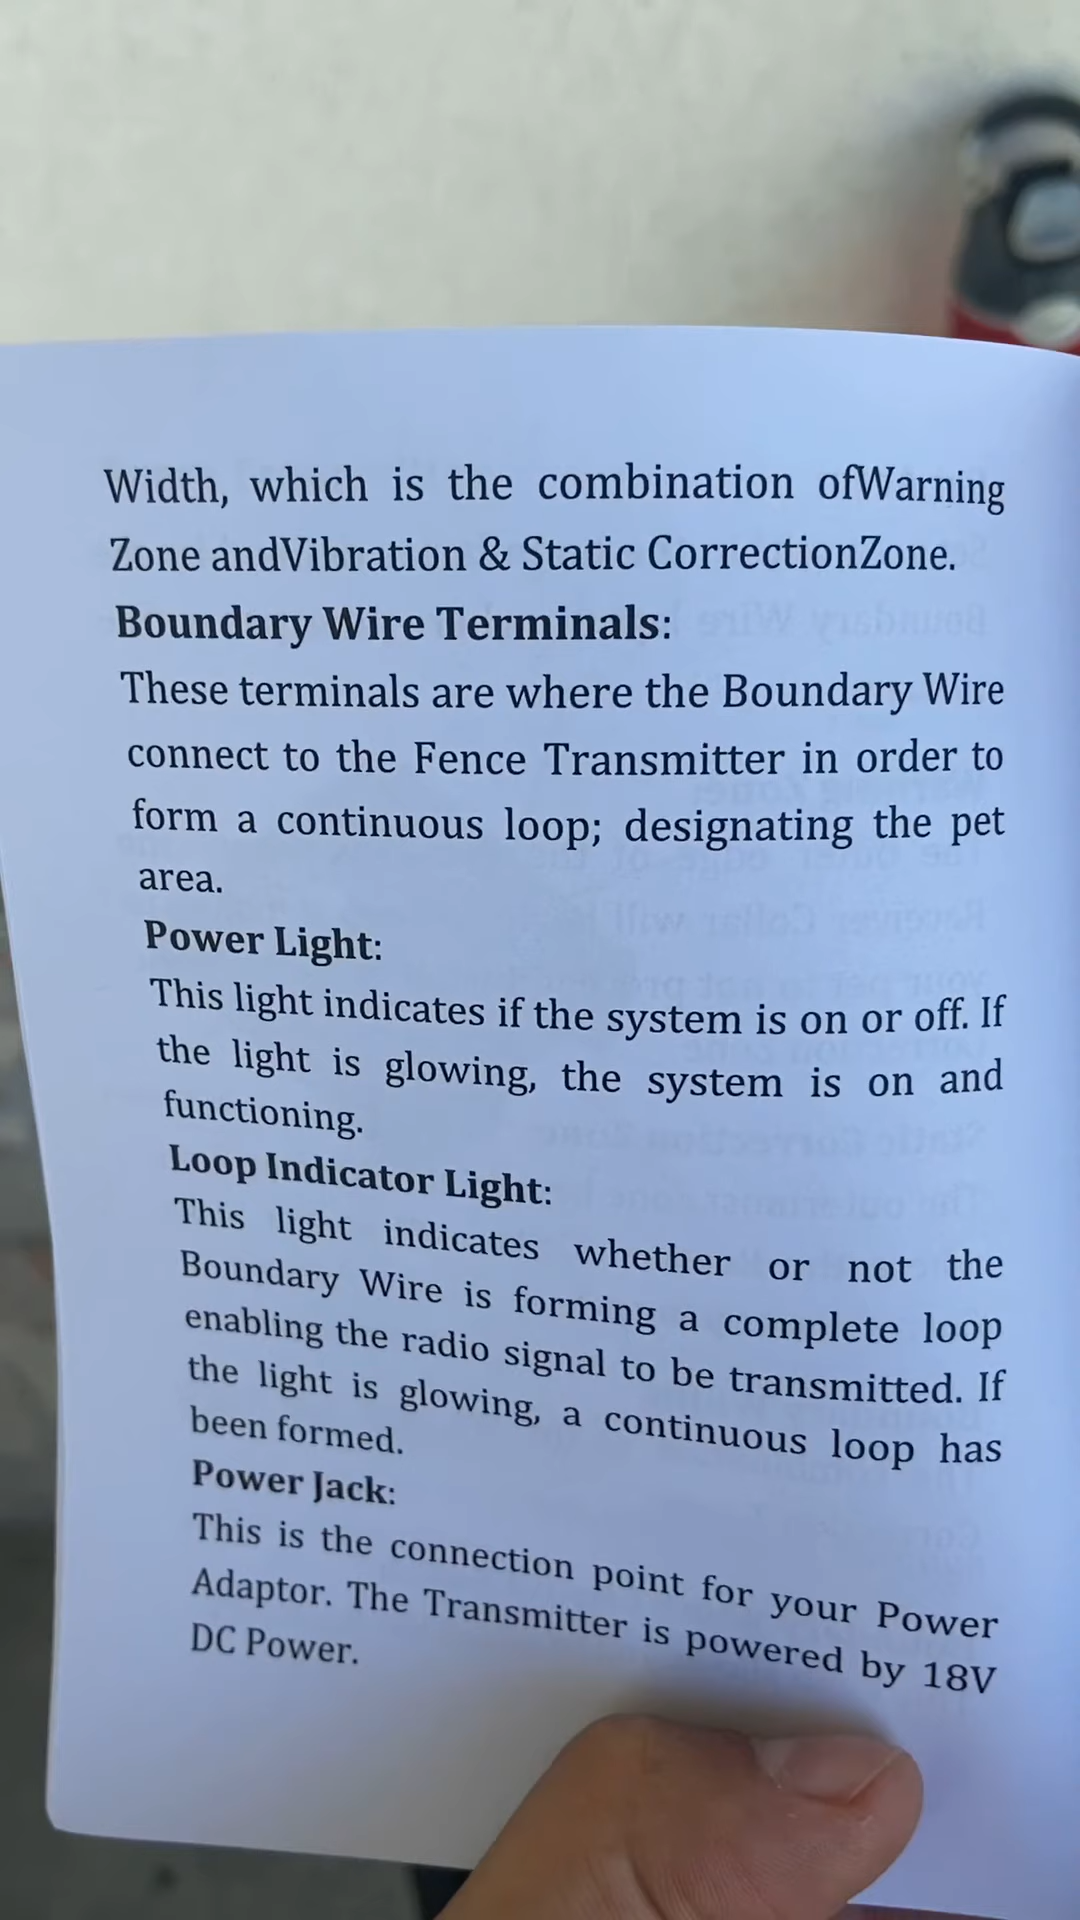 Width, which is the combination ofWarning
Zone andVibration & Static CorrectionZone.
Boundary Wire Terminals:
These terminals are where the Boundary Wire
connect to the Fence Transmitter in order to
form a continuous loop; designating the pet
area.
Power Light:
This light indicates if the system is on or off. If
the light is glowing, the system is on and
functioning.
Loop Indicator Light:
This light indicates whether or not the
Boundary Wire is forming a complete loop
enabling the radio signal to be transmitted. If
the light is glowing, a continuous loop has
been formed.
Power Jack:
This is the connection point for your Power
Adaptor. The Transmitter is powered by 18V
DC Power.